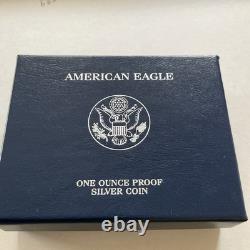 AMERICAN EAGLE
ONE OUNCE PROOF
SILVER COIN